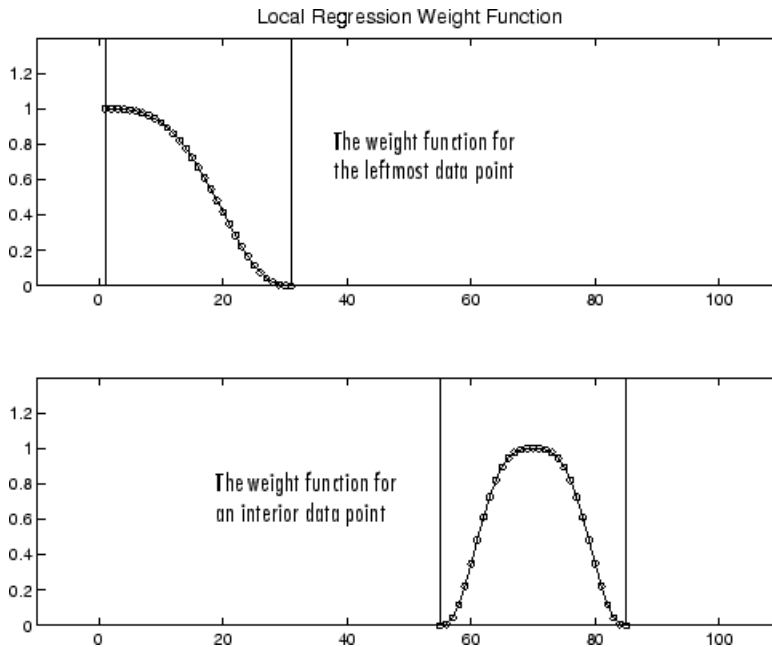 Local Regression Weight Function
1.2
1
0.8
0.6
0.4
0.2
0
0 20 40 60 80 100
The weight function for
the leftmost data point
1.2
1
0.8
0.6
0.4
0.2
0
0 20 40 60 80 100
The weight function for
an interior data point